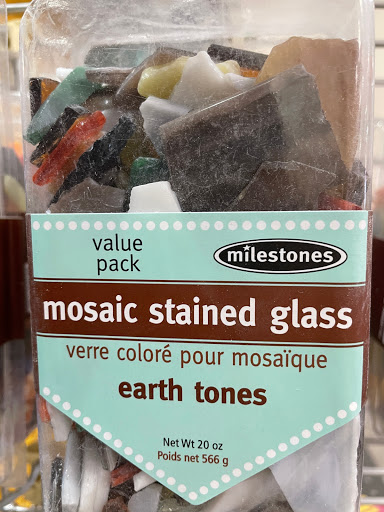 value
pack
milestones
mosaic stained glass
verre coloré pour mosaïque
earth tones
Net Wt 20 oz
Poids net 566 g